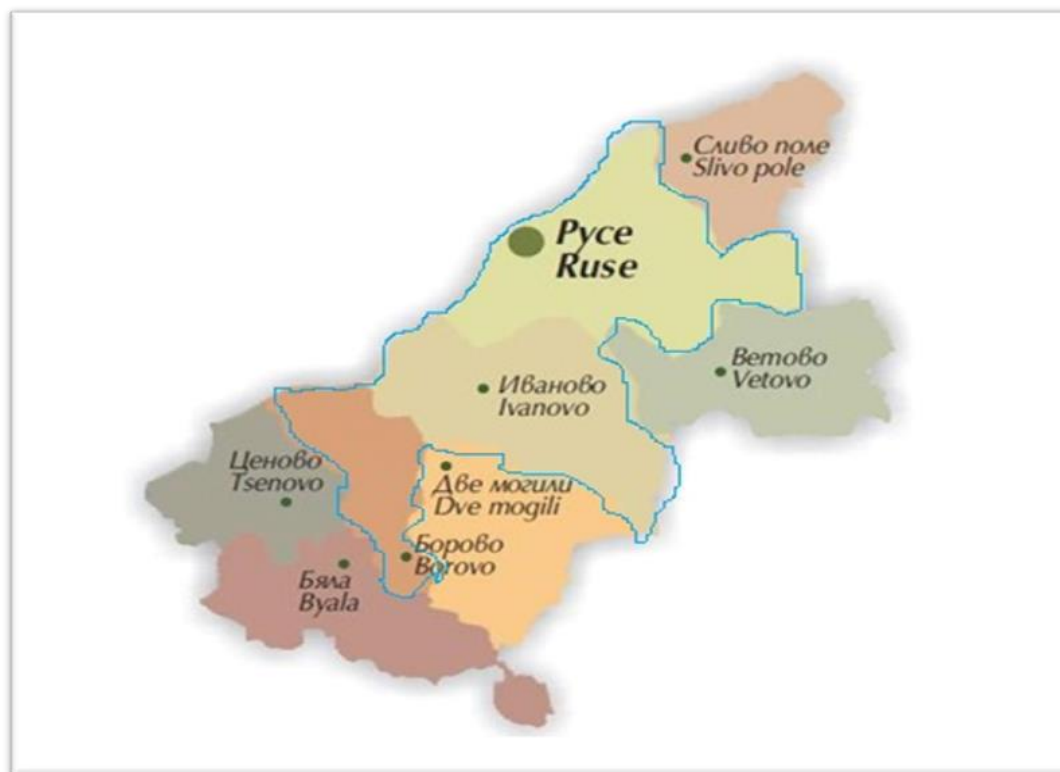 Сливо поле
Slivo pole
Русе
Ruse
Ветово
Vetovo
Иваново
Ivanovo
Ценово
Tsenovo
Две могили
Dve mogili
Борово
Borovo
Бяла
Byala